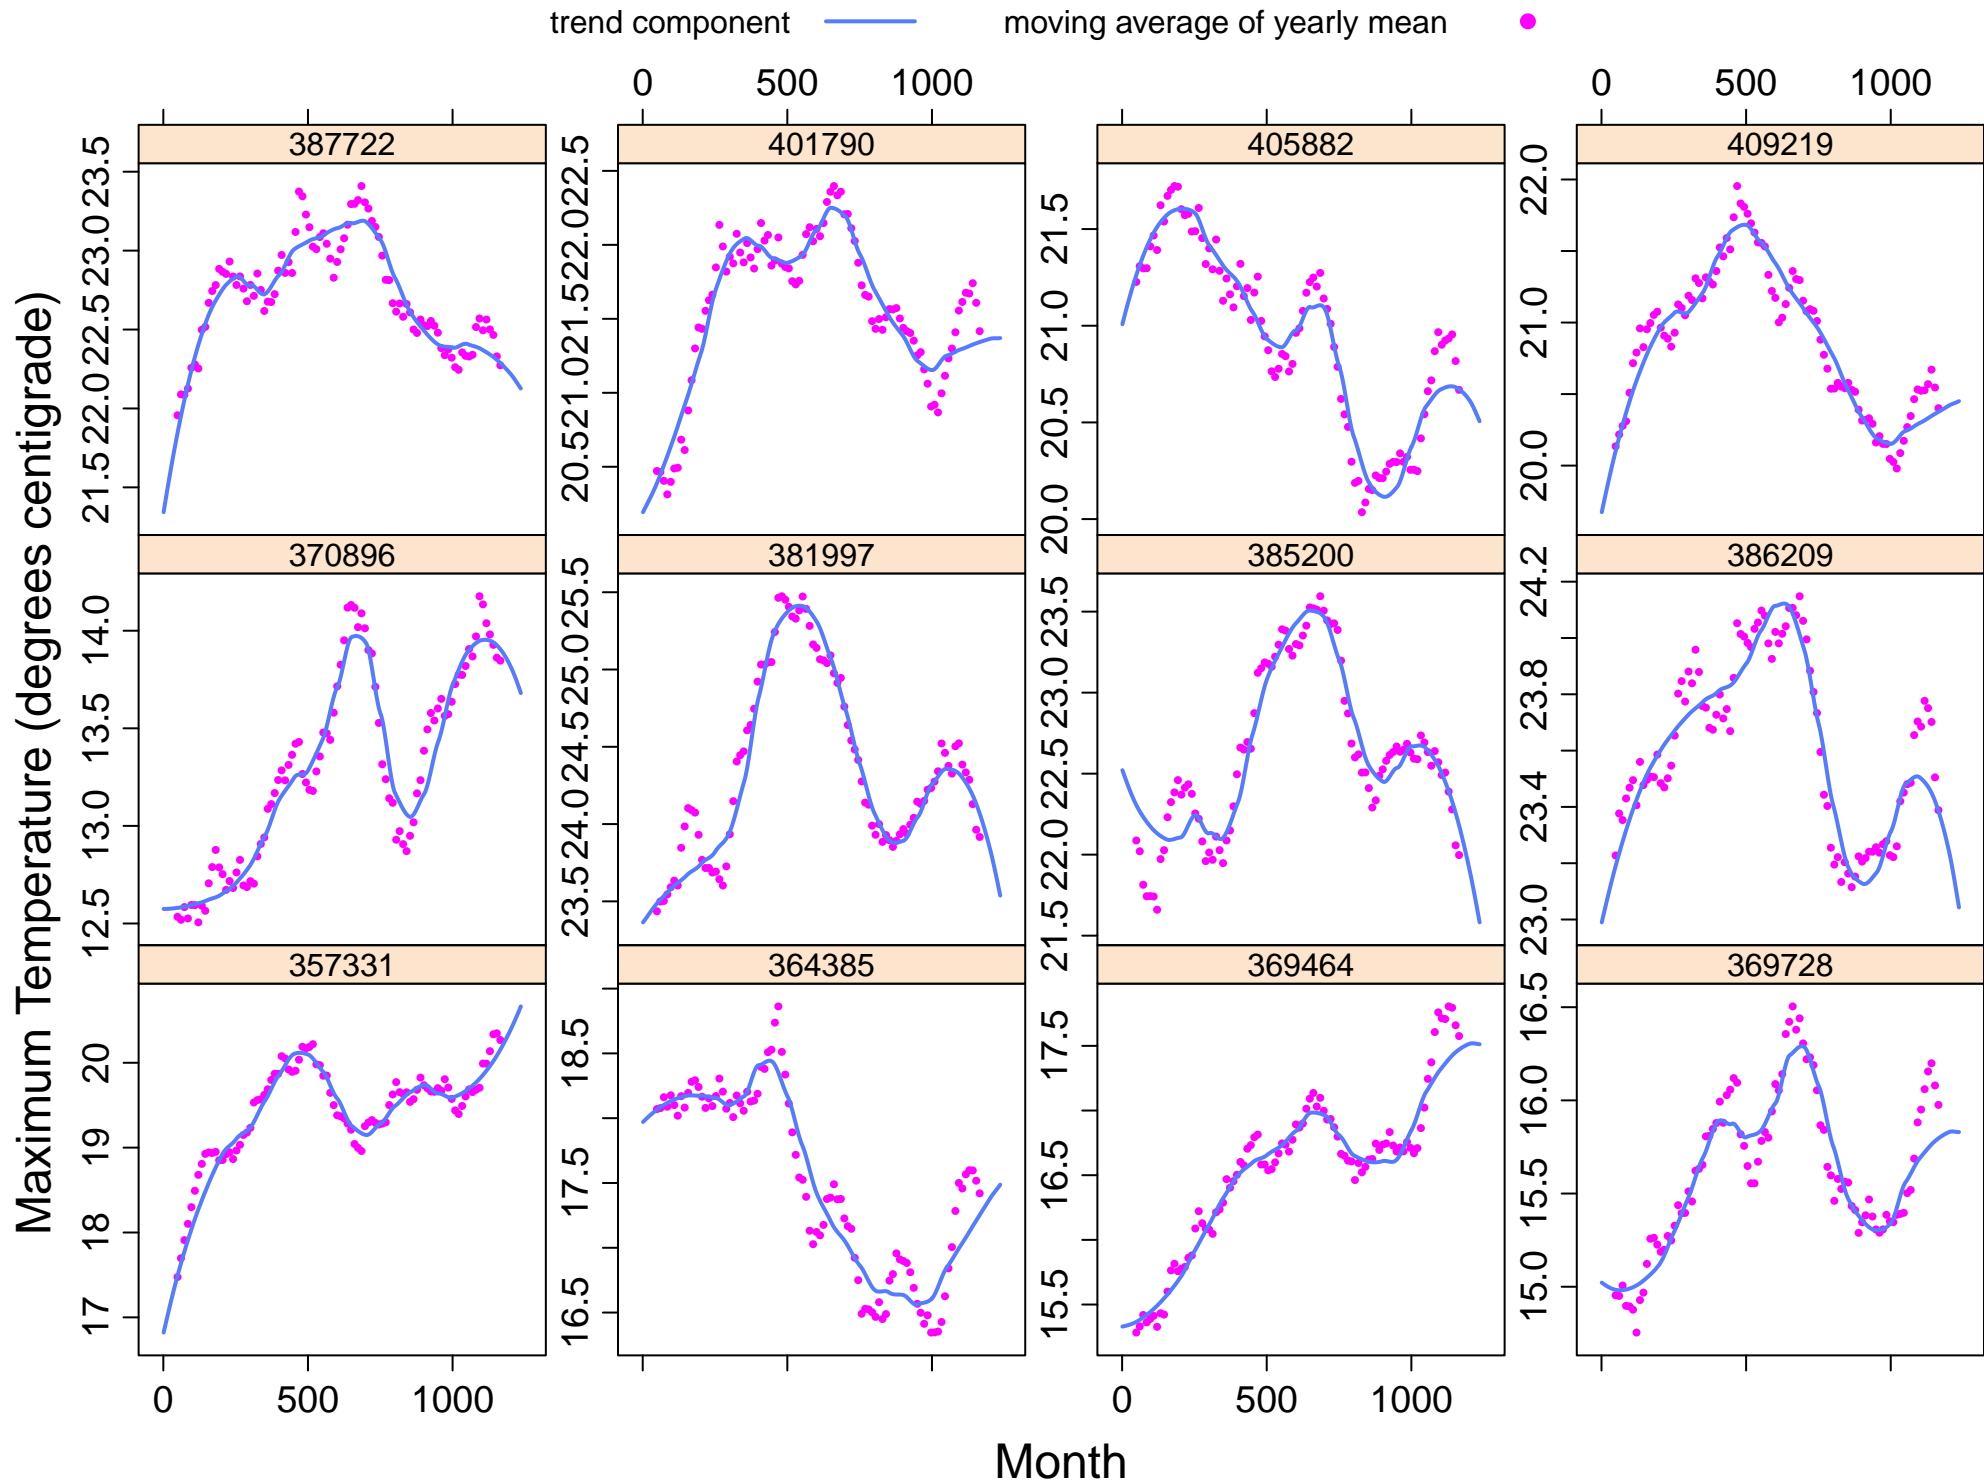 trend component moving average of yearly mean
0 500 1000 0 500 1000
387722 401790 405882 409219
21.5 22.0 22.5 23.0 23.5
20.5 21.0 21.5 22.0 22.5
20.0 20.5 21.0 21.5
20.0 21.0 22.0
370896 381997 385200 386209
12.5 13.0 13.5 14.0
23.5 24.0 24.5 25.0 25.5
21.5 22.0 22.5 23.0 23.5
23.0 23.4 23.8 24.2
357331 364385 369464 369728
17 18 19 20
16.5 17.5 18.5
15.5 16.5 17.5
15.0 15.5 16.0 16.5
0 500 1000 0 500 1000
Maximum Temperature (degrees centigrade)
Month